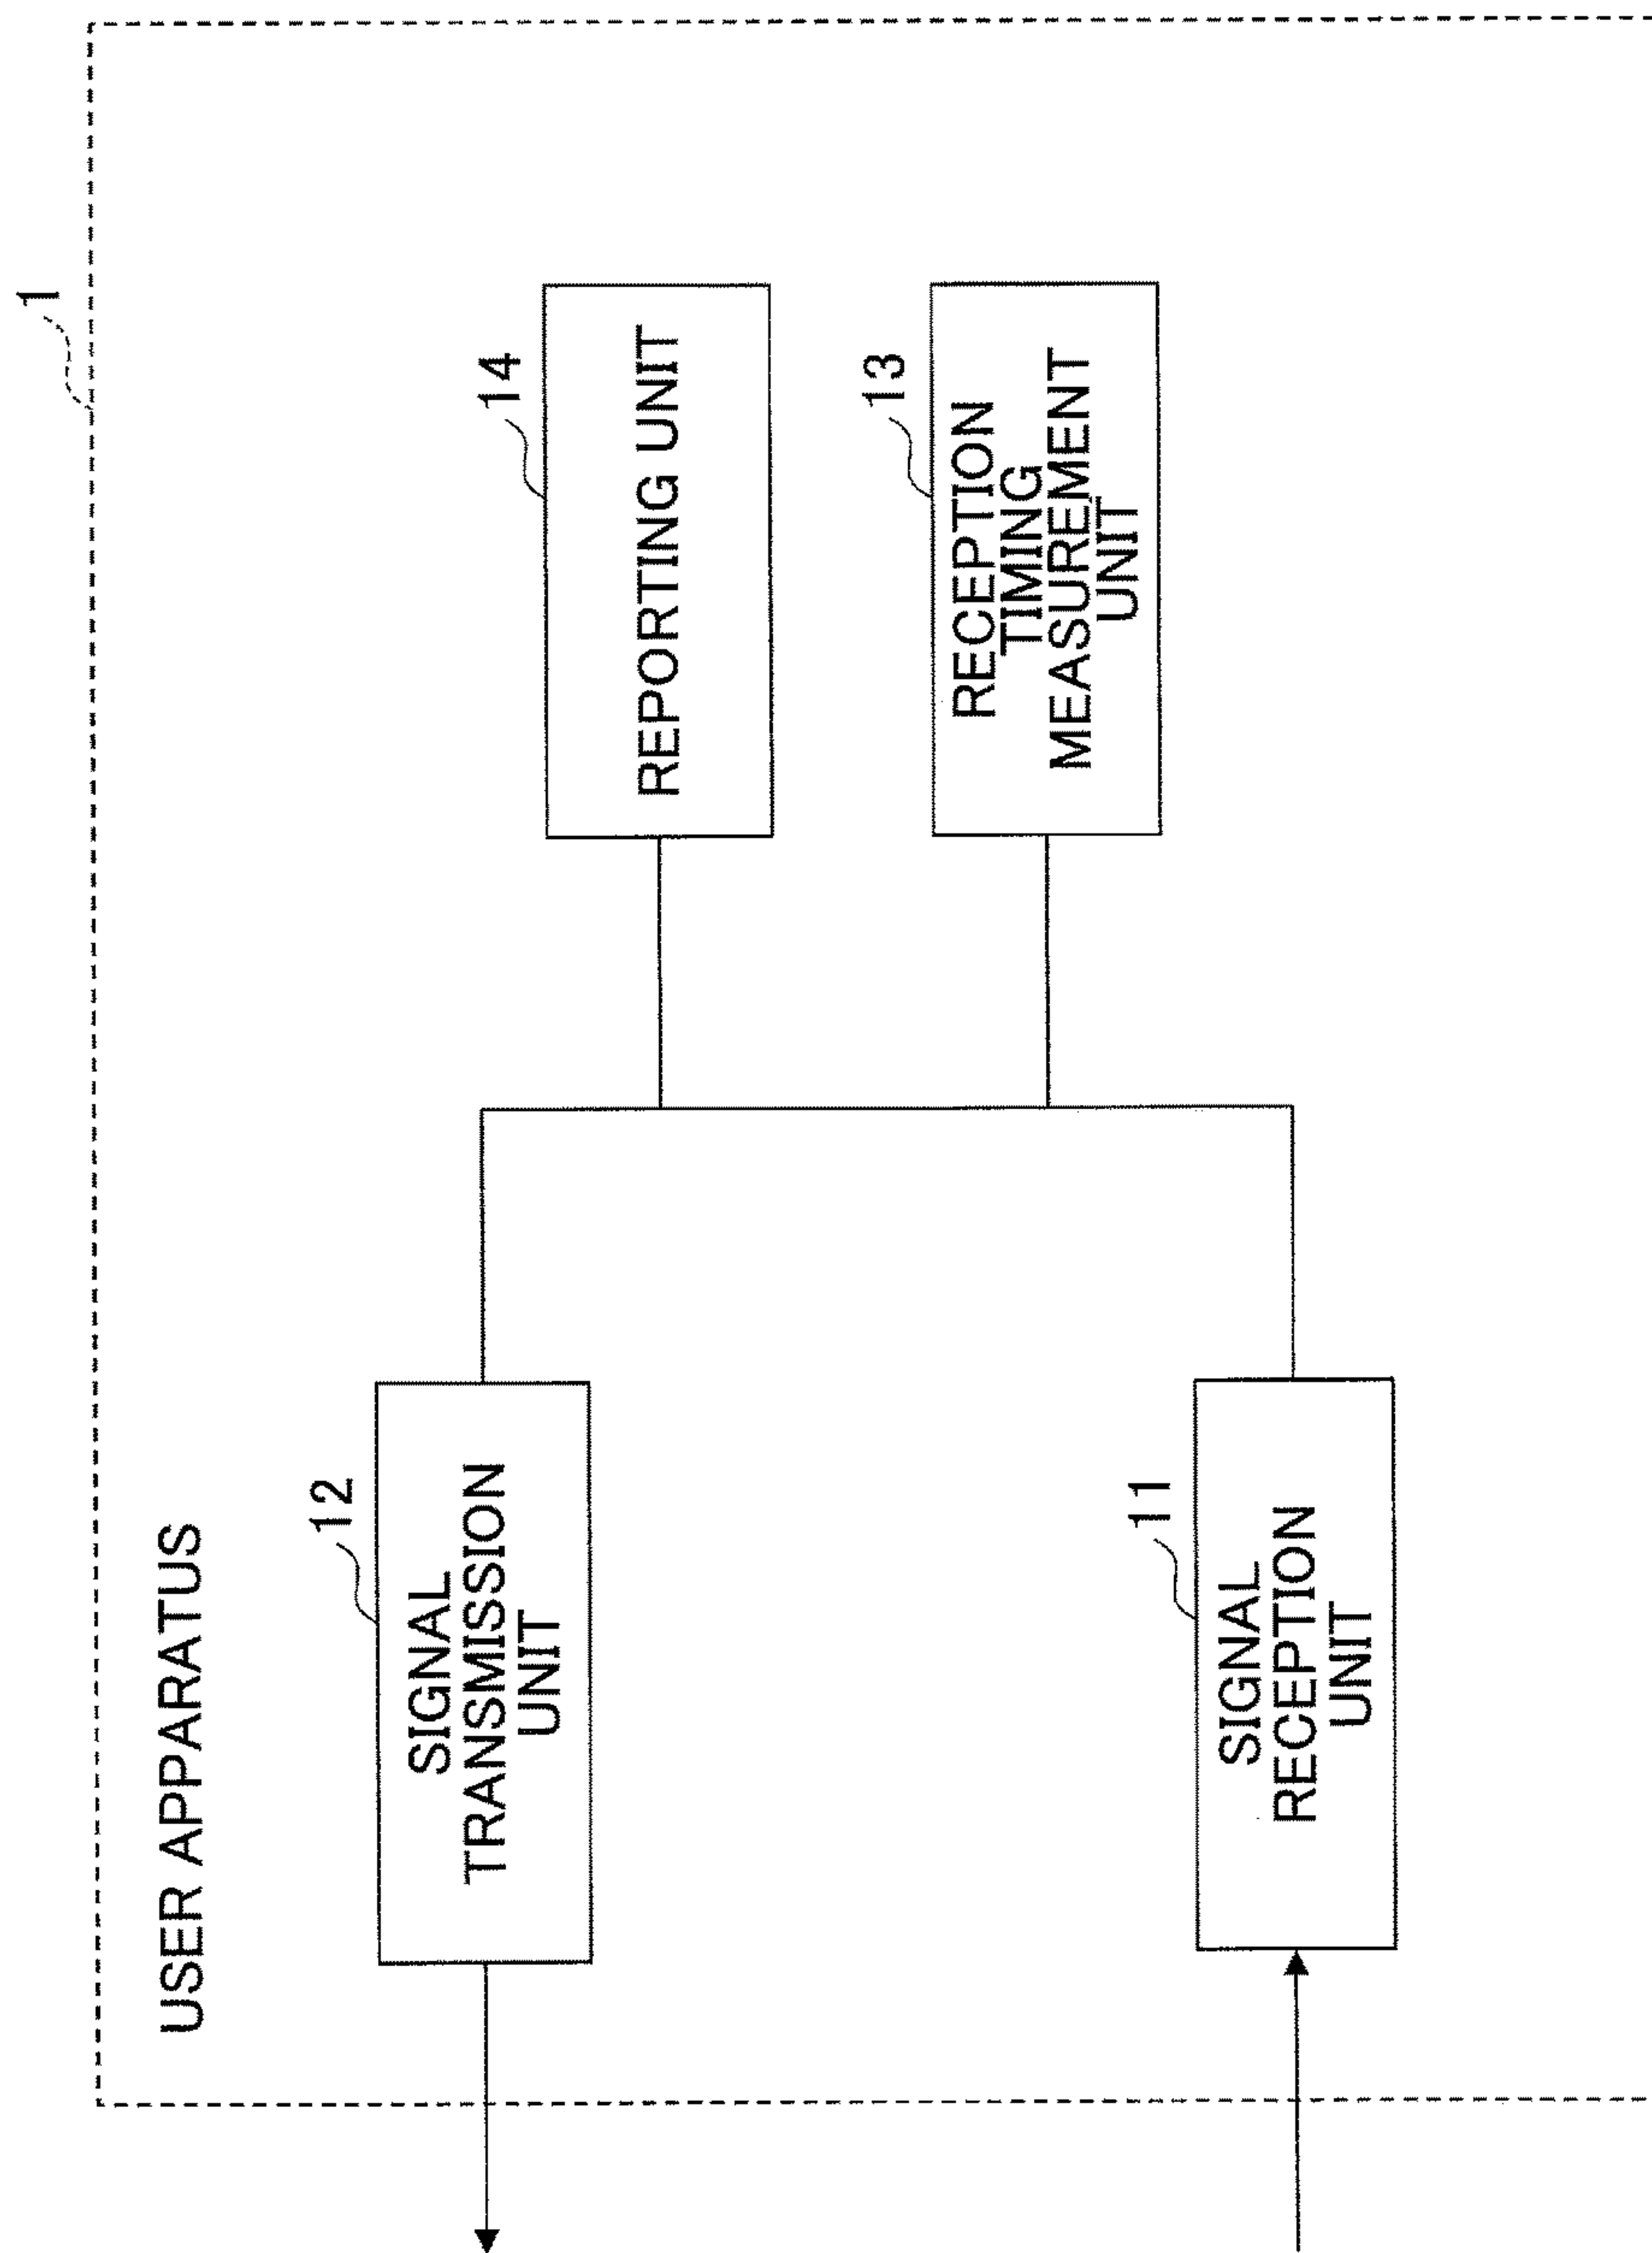 1
USER APPARATUS
12
SIGNAL
TRANSMISSION
UNIT
14
REPORTING UNIT
13
RECEPTION
TIMING
MEASUREMENT
UNIT
11
SIGNAL
RECEPTION
UNIT